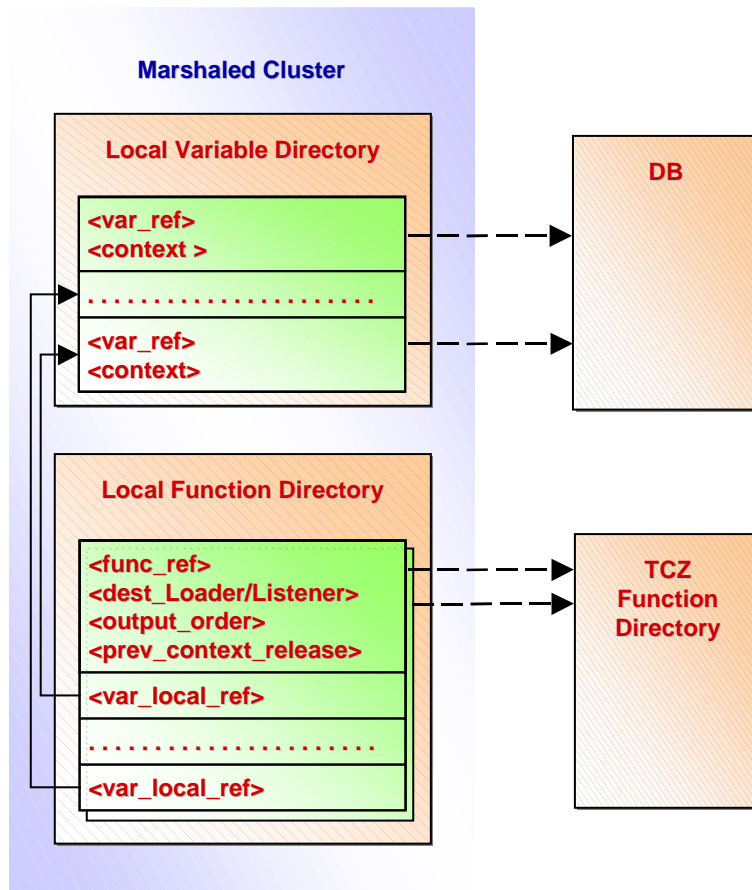 Marshaled Cluster
Local Variable Directory
<var_ref>
<context >
. . . . . . . . . . . . . . . . . . . . . .
<var_ref>
<context>
DB
Local Function Directory
<func_ref>
<dest_Loader/Listener>
<output_order>
<prev_context_release>
<var_local_ref>
. . . . . . . . . . . . . . . . . . . . . .
<var_local_ref>
TCZ
Function
Directory